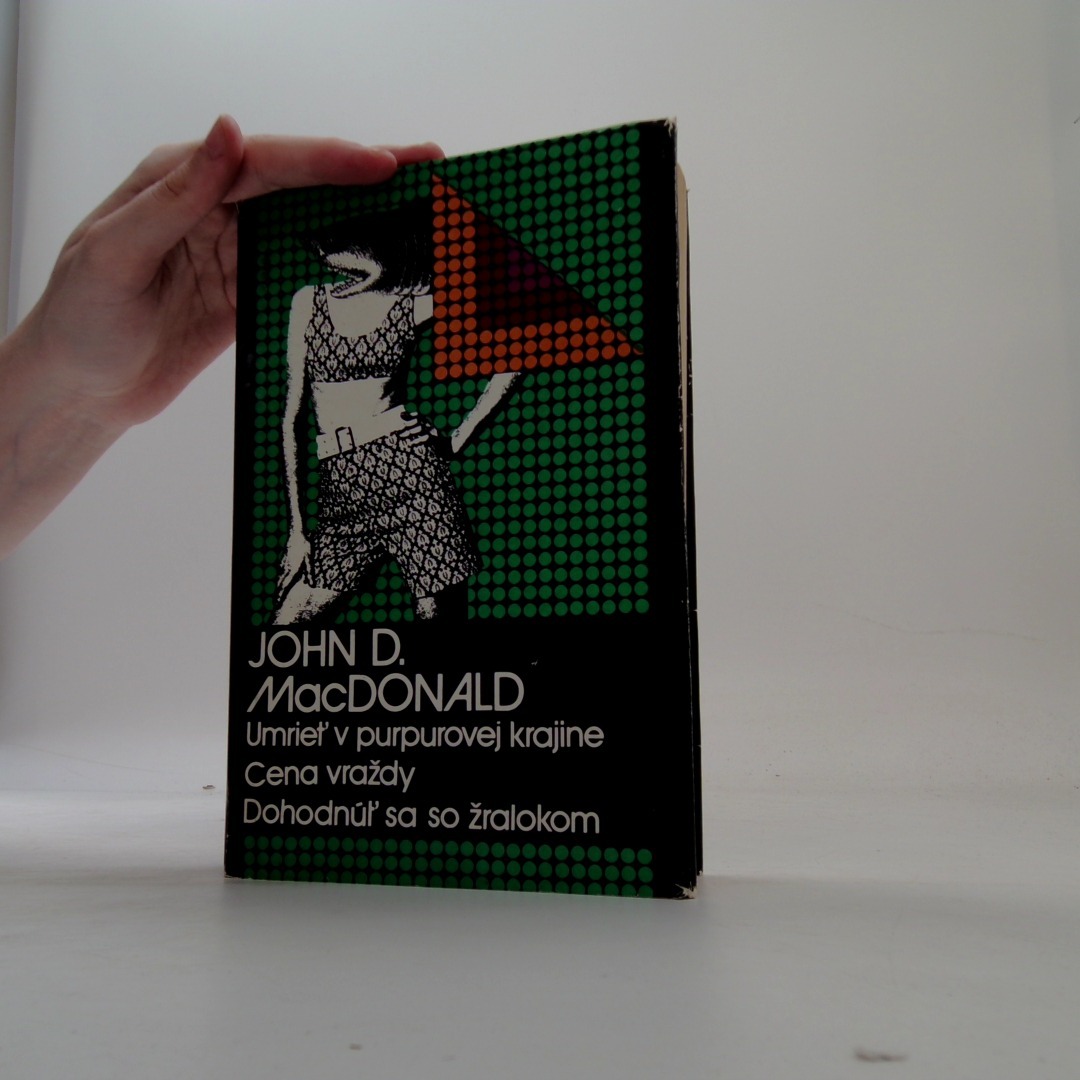 JOHN D.
MacDONALD
Umrieť v purpurovej krajine
Cena vraždy
Dohodnúť sa so žralokom